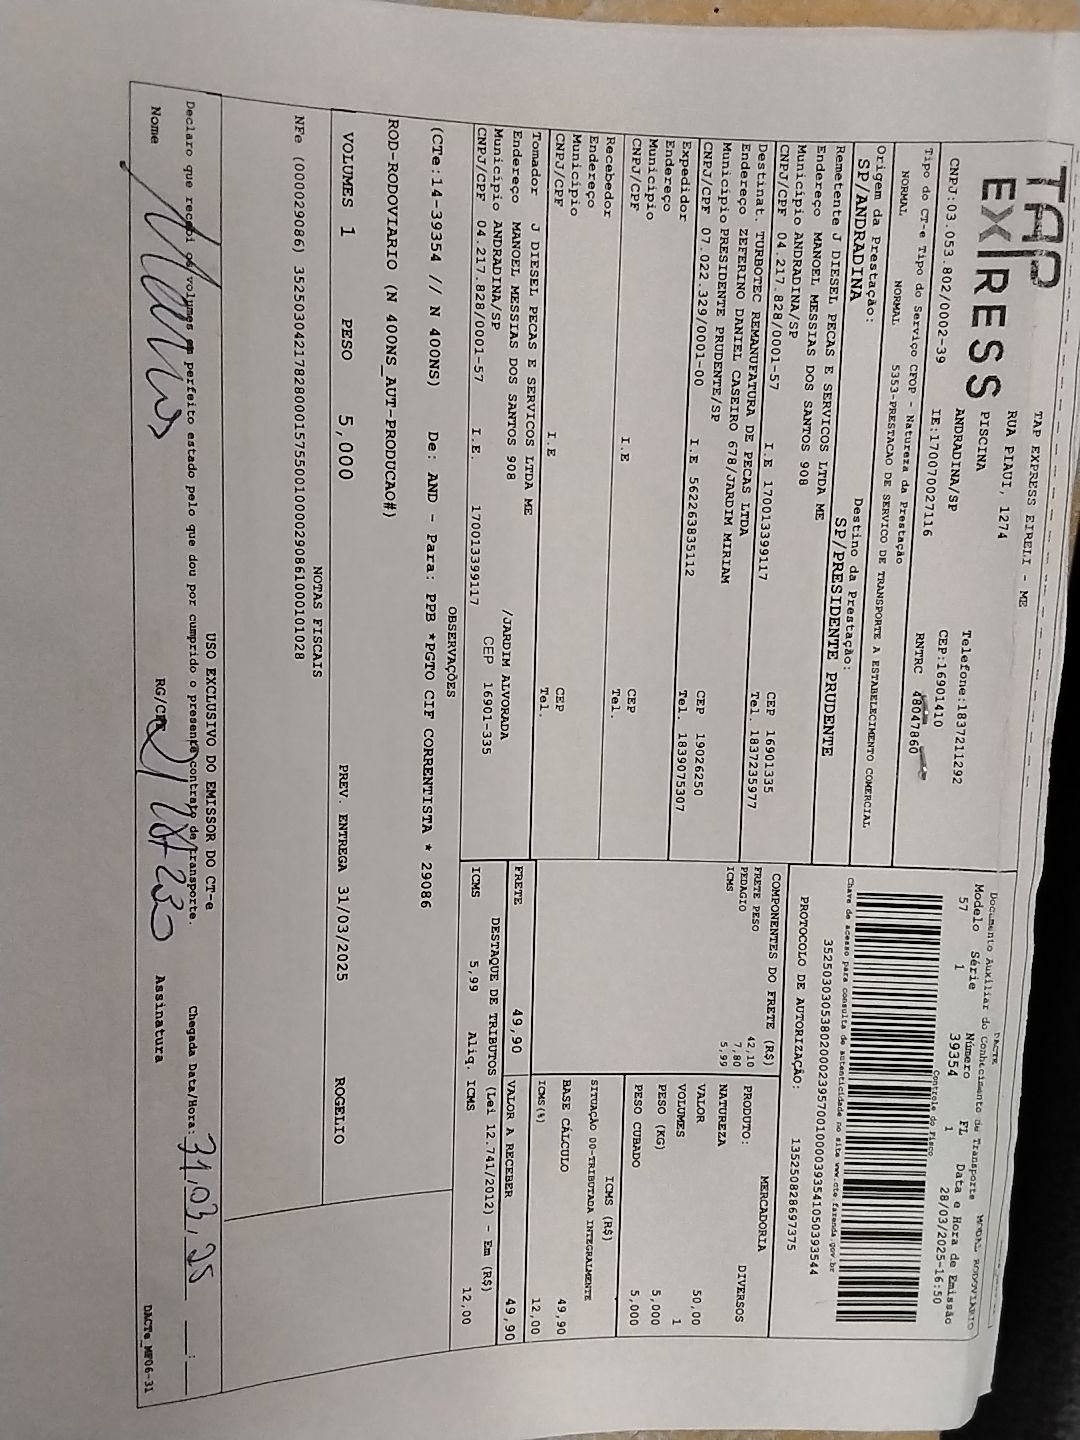 TAP
EXPRESS
TAP EXPRESS EIRELI - ME
RUA PIAUI, 1274
PISCINA
ANDRADINA/SP
Telefone:1837211292
CEP:16901410
CNPJ:03.053.802/0002-39
IE:170070027116
RNTRC 48047860
DACTE
MODAL RODOVIARIO
Documento Auxiliar do Conhecimento de Transporte
Modelo Série Número FL Data e Hora de Emissão
57 1 39354 1 28/03/2025-16:50
Controle do Fisco
Chave de acesso para consulta de autenticidade no site www.cte.fazenda.gov.br
35250303053802000239570010000393541050393544
PROTOCOLO DE AUTORIZAÇÃO: 135250828697375
Tipo do CT-e Tipo do Serviço CFOP - Natureza da Prestação
NORMAL NORMAL 5353-PRESTACAO DE SERVICO DE TRANSPORTE A ESTABELECIMENTO COMERCIAL
Origem da Prestação: Destino da Prestação:
SP/ANDRADINA SP/PRESIDENTE PRUDENTE
Remetente J DIESEL PECAS E SERVICOS LTDA ME
Endereço MANOEL MESSIAS DOS SANTOS 908
Município ANDRADINA/SP CEP 16901335
CNPJ/CPF 04.217.828/0001-57 I.E 170013399117 Tel. 1837235977
Destinat. TURBOTEC REMANUFATURA DE PECAS LTDA
Endereço ZEFERINO DANIEL CASEIRO 678/JARDIM MIRIAM
Município PRESIDENTE PRUDENTE/SP CEP 19026250
CNPJ/CPF 07.022.329/0001-00 I.E 562263835112 Tel. 1839075307
Expedidor
Endereço
Município CEP
CNPJ/CPF I.E Tel.
Recebedor
Endereço
Município CEP
CNPJ/CPF I.E Tel.
Tomador J DIESEL PECAS E SERVICOS LTDA ME
Endereço MANOEL MESSIAS DOS SANTOS 908 /JARDIM ALVORADA
Município ANDRADINA/SP CEP 16901-335
CNPJ/CPF 04.217.828/0001-57 I.E. 170013399117
COMPONENTES DO FRETE (R$)
FRETE PESO 42,10
PEDAGIO 7,80
ICMS 5,99
MERCADORIA
PRODUTO: DIVERSOS
NATUREZA
VALOR 50,00
VOLUMES 1
PESO (KG) 5,000
PESO CUBADO 5,000
ICMS (R$)
SITUAÇÃO 00-TRIBUTADA INTEGRALMENTE
BASE CÁLCULO 49,90
ICMS(%) 12,00
FRETE 49,90 VALOR A RECEBER 49,90
DESTAQUE DE TRIBUTOS (Lei 12.741/2012) - Em (R$)
ICMS 5,99 Aliq. ICMS 12,00
OBSERVAÇÕES
(CTe:14-39354 // N 400NS) De: AND - Para: PPB *PGTO CIF CORRENTISTA * 29086
ROD-RODOVIARIO (N 400NS_AUT-PRODUCAO#)
VOLUMES 1 PESO 5,000 PREV. ENTREGA 31/03/2025 ROGELIO
NOTAS FISCAIS
NFe (000029086) 35250304217828000157550010000290861000101028
USO EXCLUSIVO DO EMISSOR DO CT-e
Declaro que recebi os volumes em perfeito estado pelo que dou por cumprido o presente contrato de transporte. Chegada Data/Hora: 31,03,25 :
Nome RG/CPF Assinatura
DACTe_MF06-31